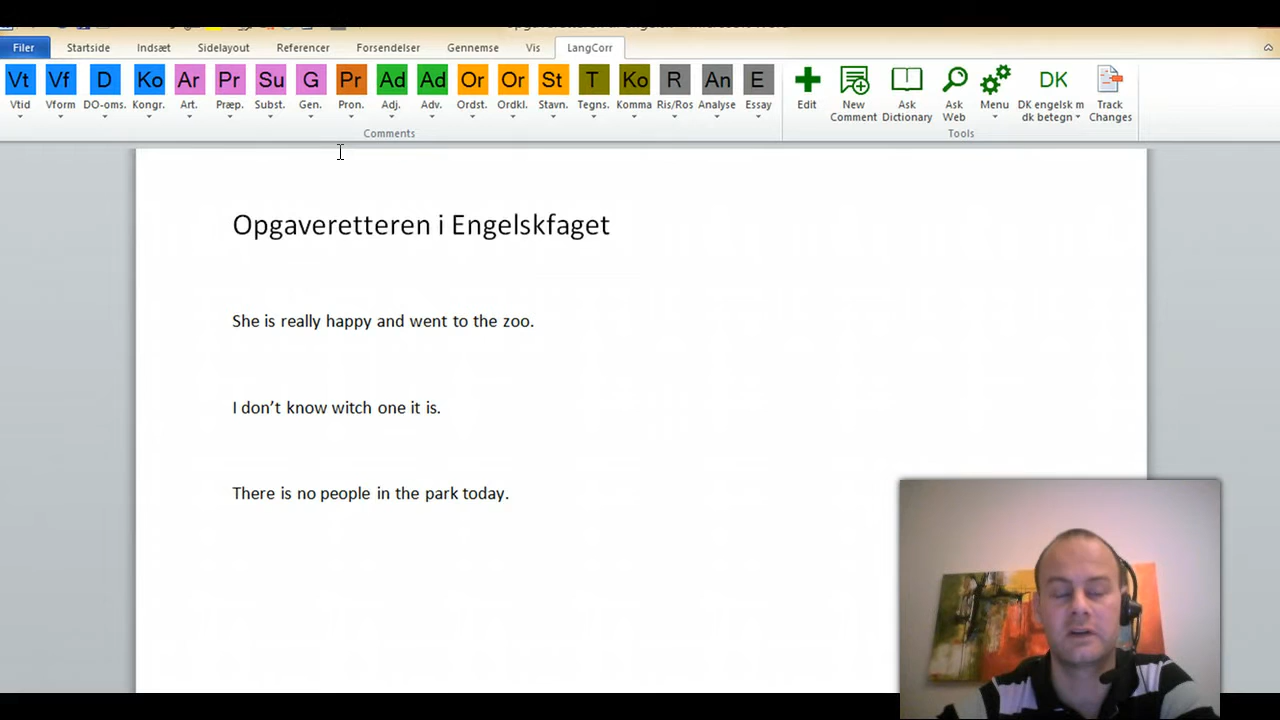 Filer Startside Indsæt Sidelayout Referencer Forsendelser Gennemse Vis LangCorr
Vt Vf D Ko Ar Pr Su G Pr Ad Ad Or Or St T Ko R An E DK
Vtid Vform DO-oms. Kongr. Art. Præp. Subst. Gen. Pron. Adj. Adv. Ordst. Ordkl. Stavn. Tegns. Komma Ris/Ros Analyse Essay Edit New Comment Ask Dictionary Ask Web Menu DK engelsk m dk betegn Track Changes
Comments Tools
Opgaveretteren i Engelskfaget
She is really happy and went to the zoo.
I don't know witch one it is.
There is no people in the park today.